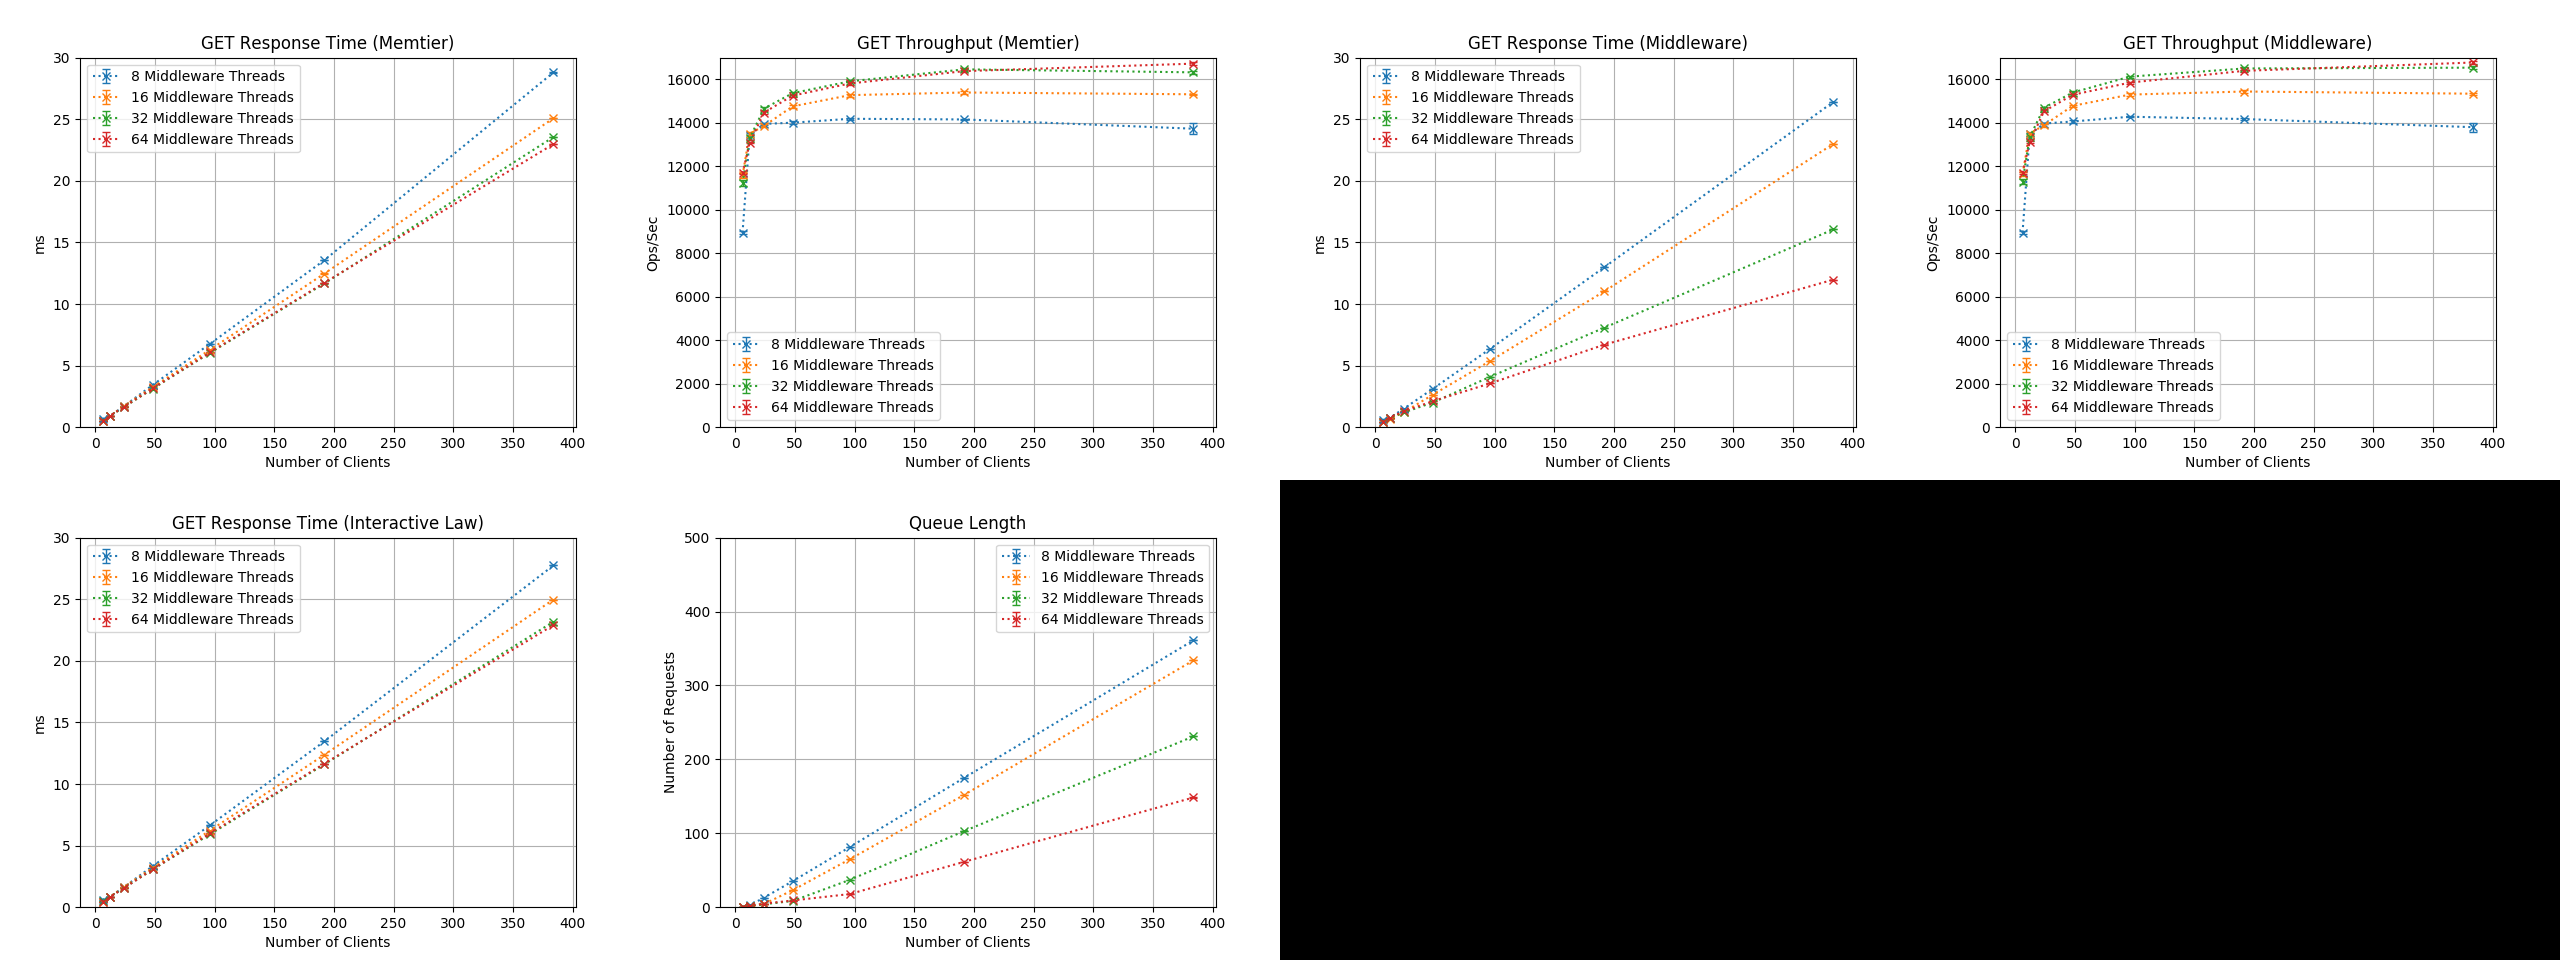 GET Response Time (Memtier)
30
25
20
15
10
5
0
ms
8 Middleware Threads
16 Middleware Threads
32 Middleware Threads
64 Middleware Threads
0 50 100 150 200 250 300 350 400
Number of Clients
GET Throughput (Memtier)
16000
14000
12000
10000
8000
6000
4000
2000
0
Ops/Sec
8 Middleware Threads
16 Middleware Threads
32 Middleware Threads
64 Middleware Threads
0 50 100 150 200 250 300 350 400
Number of Clients
GET Response Time (Middleware)
30
25
20
15
10
5
0
ms
8 Middleware Threads
16 Middleware Threads
32 Middleware Threads
64 Middleware Threads
0 50 100 150 200 250 300 350 400
Number of Clients
GET Throughput (Middleware)
16000
14000
12000
10000
8000
6000
4000
2000
0
Ops/Sec
8 Middleware Threads
16 Middleware Threads
32 Middleware Threads
64 Middleware Threads
0 50 100 150 200 250 300 350 400
Number of Clients
GET Response Time (Interactive Law)
30
25
20
15
10
5
0
ms
8 Middleware Threads
16 Middleware Threads
32 Middleware Threads
64 Middleware Threads
0 50 100 150 200 250 300 350 400
Number of Clients
Queue Length
500
400
300
200
100
0
Number of Requests
8 Middleware Threads
16 Middleware Threads
32 Middleware Threads
64 Middleware Threads
0 50 100 150 200 250 300 350 400
Number of Clients